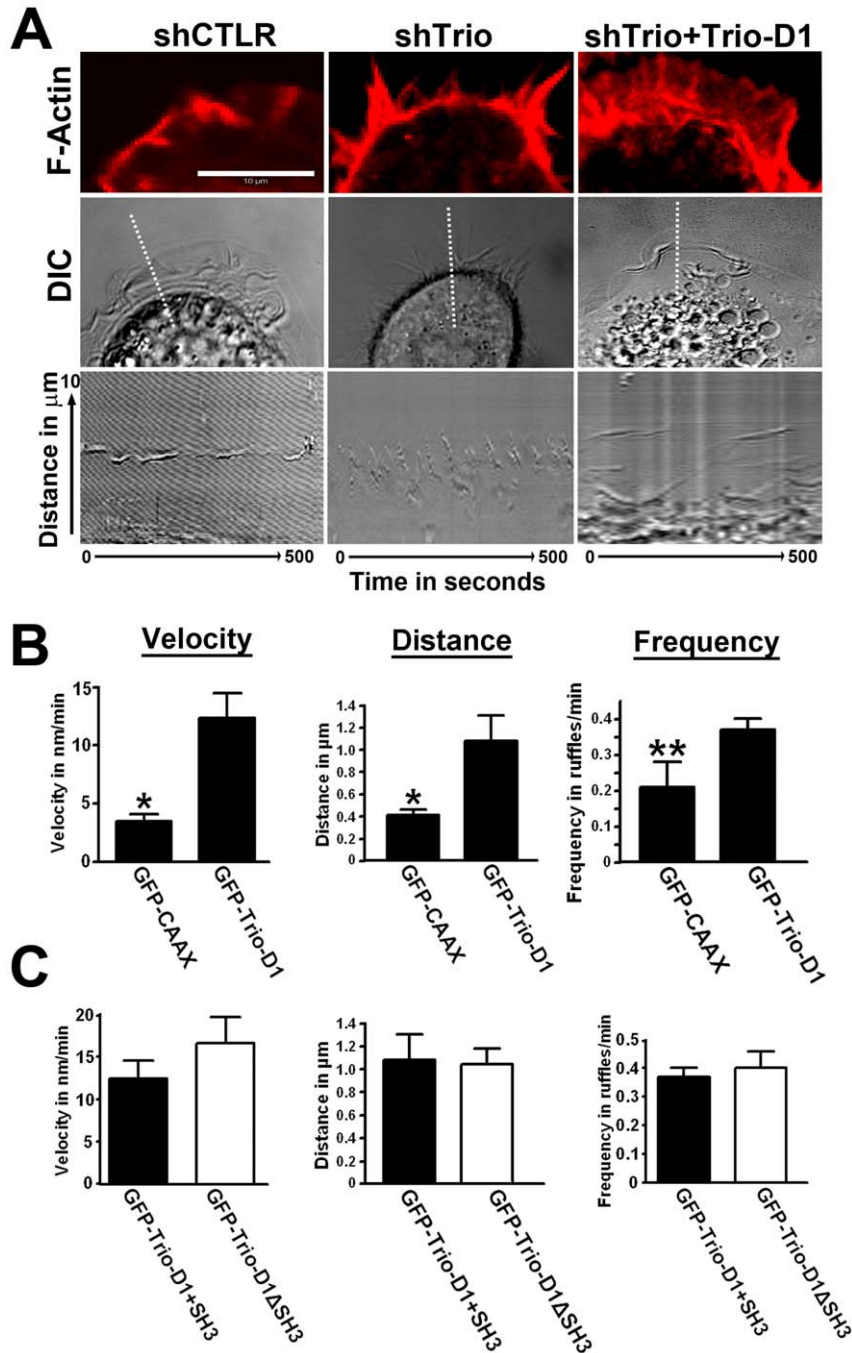 A
shCTLR shTrio shTrio+Trio-D1
F-Actin
10 μm
DIC
Distance in μm
10
0 500 0 500 0 500
Time in seconds
B
Velocity Distance Frequency
Velocity in nm/min
15
10
5
0
GFP-CAAX
GFP-Trio-D1
*
Distance in μm
1.4
1.2
1.0
0.8
0.6
0.4
0.2
0
GFP-CAAX
GFP-Trio-D1
*
Frequency in ruffles/min
0.4
0.3
0.2
0.1
0
GFP-CAAX
GFP-Trio-D1
**
C
Velocity in nm/min
20
15
10
5
0
GFP-Trio-D1+SH3
GFP-Trio-D1ΔSH3
Distance in μm
1.4
1.2
1.0
0.8
0.6
0.4
0.2
0
GFP-Trio-D1+SH3
GFP-Trio-D1ΔSH3
Frequency in ruffles/min
0.5
0.4
0.3
0.2
0.1
0
GFP-Trio-D1+SH3
GFP-Trio-D1ΔSH3